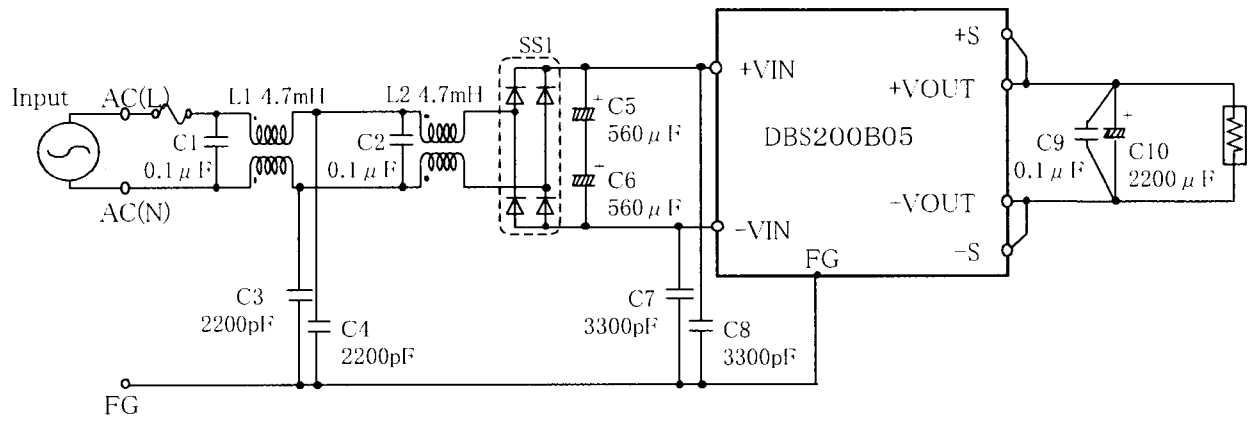 Input
AC(L)
AC(N)
C1
0.1μF
L1 4.7mH
C2
0.1μF
L2 4.7mH
SS1
C5
560μF
C6
560μF
+VIN
-VIN
DBS200B05
FG
+S
+VOUT
-VOUT
-S
C9
0.1μF
C10
2200μF
C3
2200pF
C4
2200pF
C7
3300pF
C8
3300pF
FG